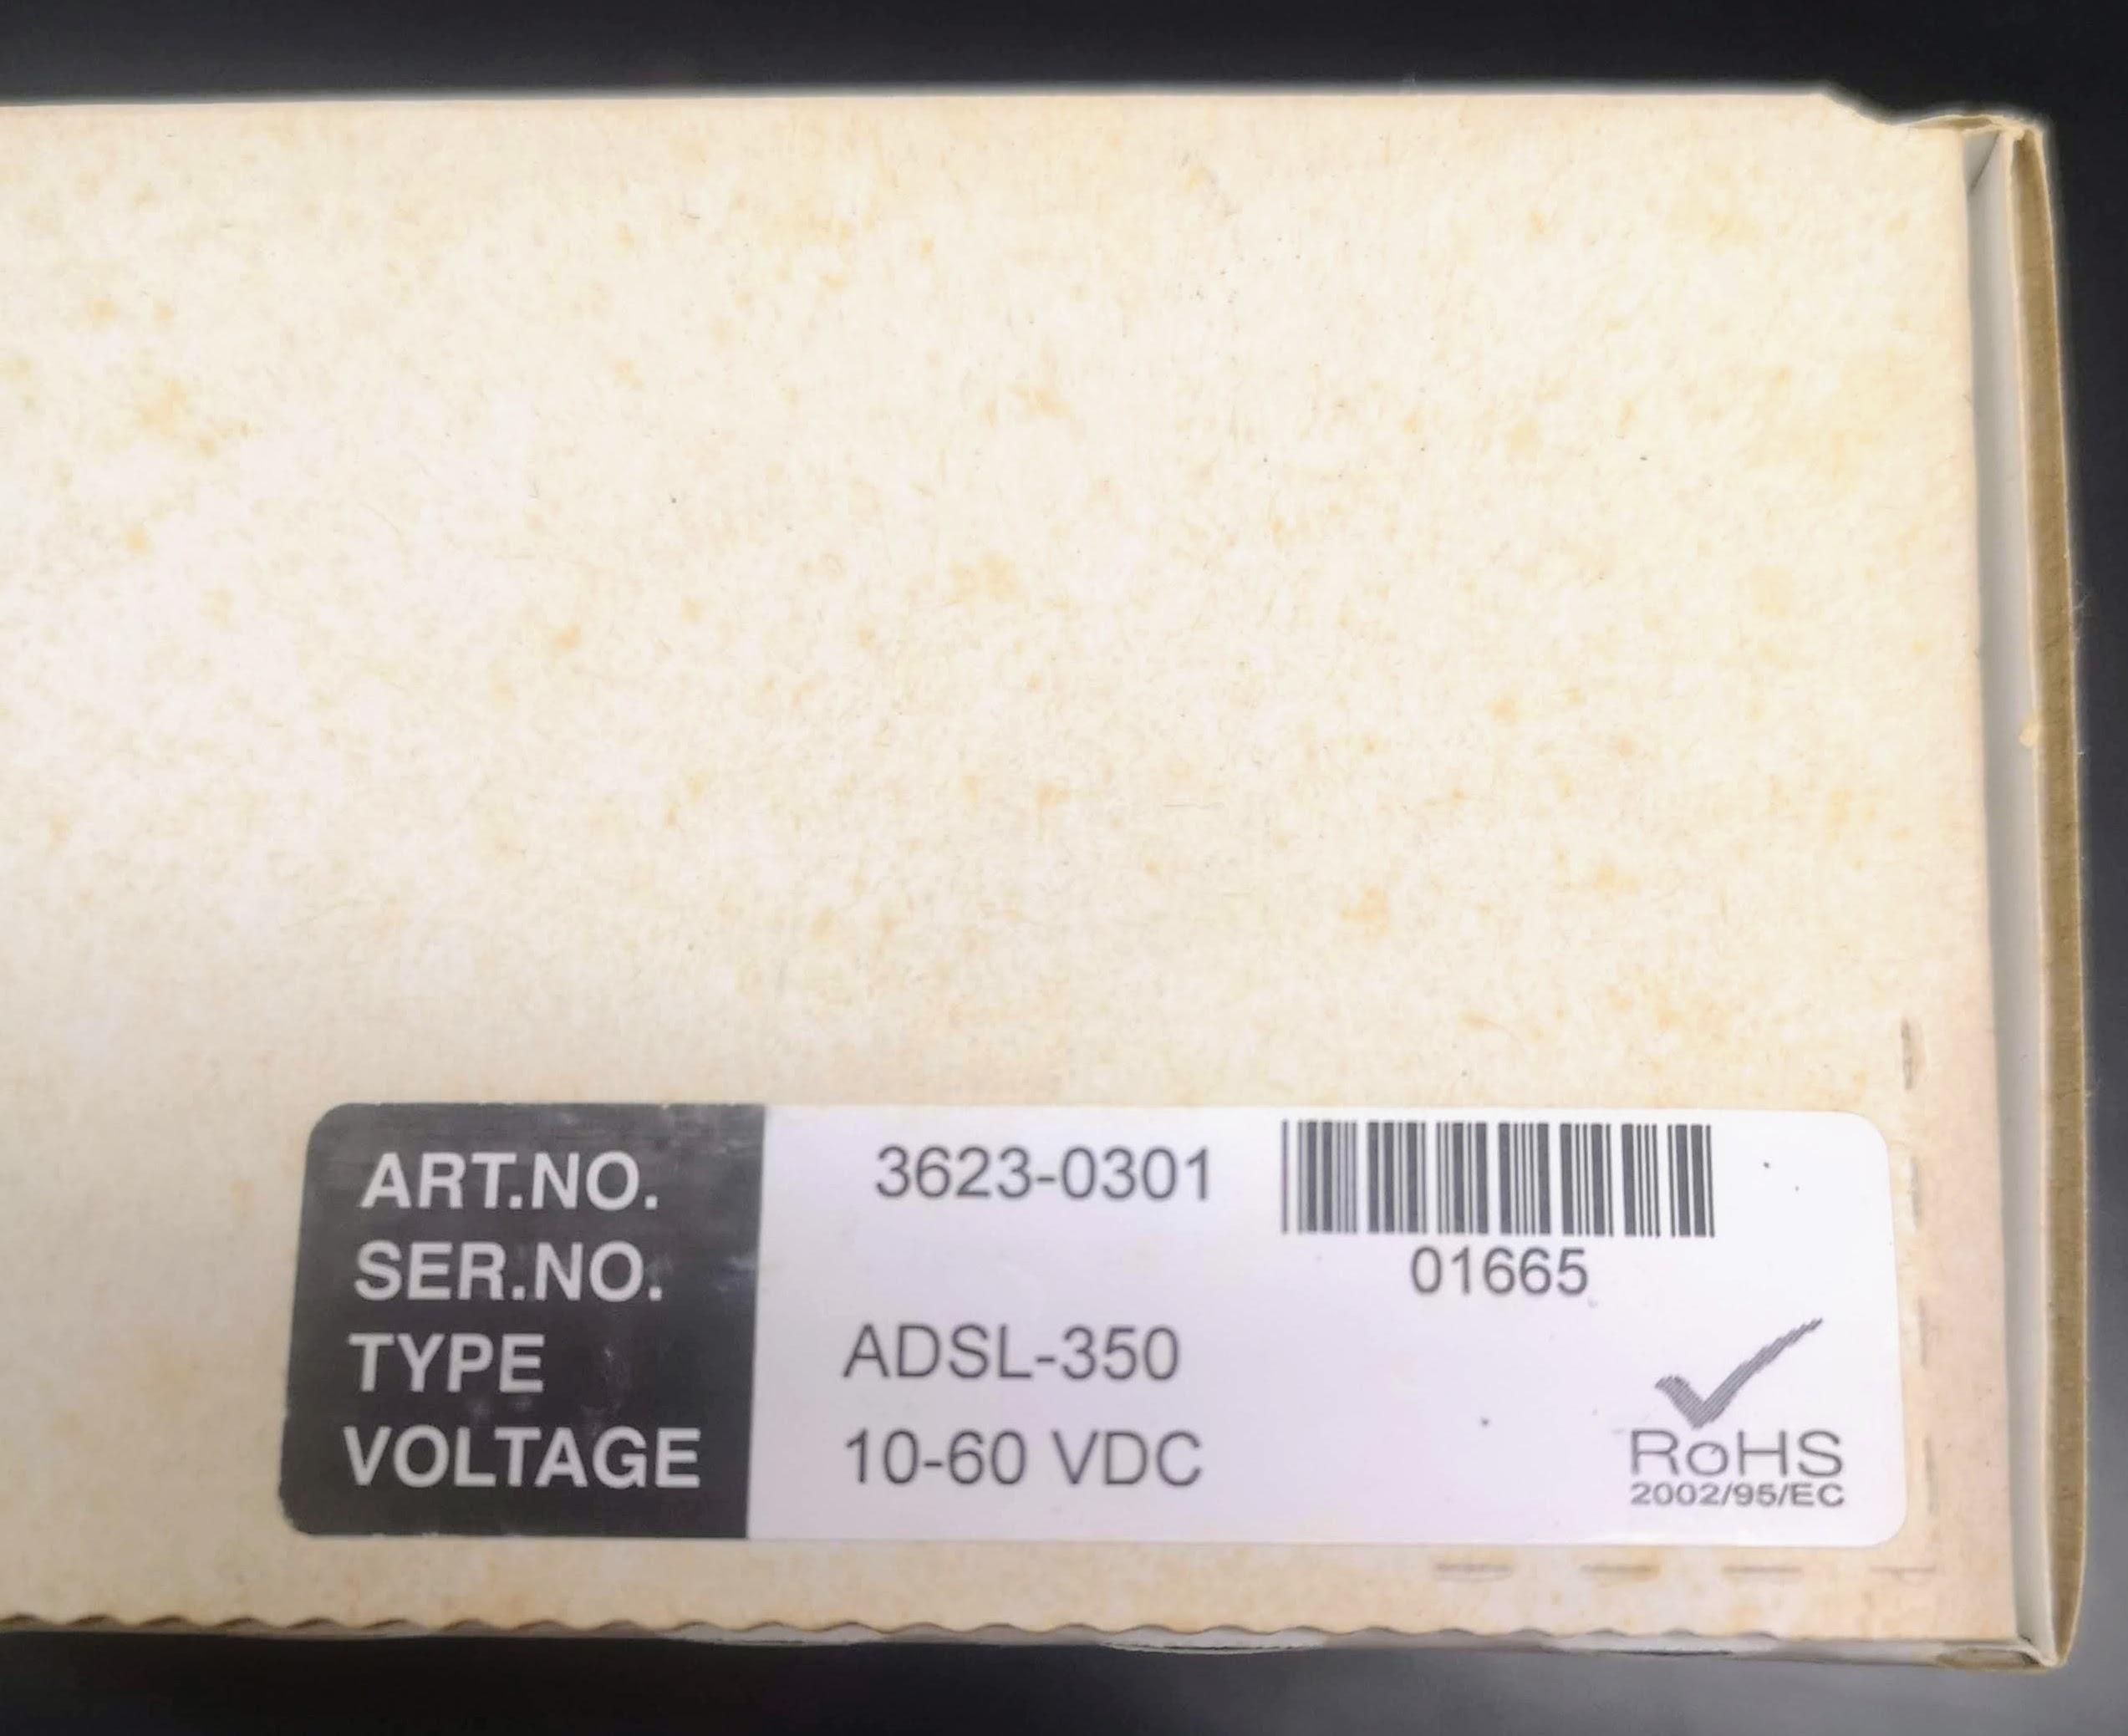 ART.NO. 3623-0301
SER.NO. 01665
TYPE ADSL-350
VOLTAGE 10-60 VDC
RoHS
2002/95/EC